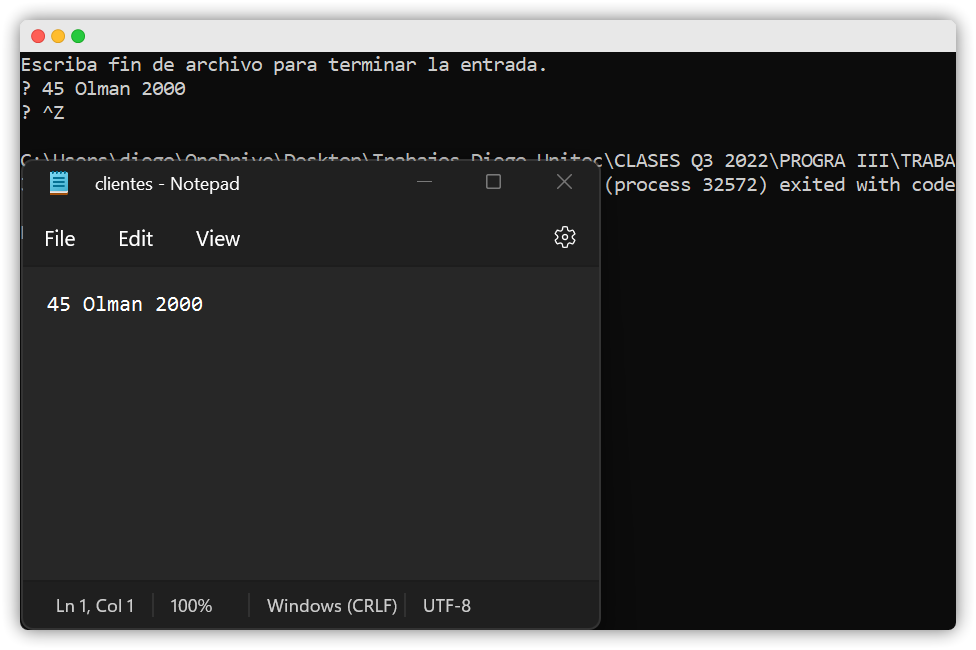 Escriba fin de archivo para terminar la entrada.
? 45 Olman 2000
? ^Z
C:\Users\diego\OneDrive\Desktop\Trabajos Diego Unitec\CLASES Q3 2022\PROGRA III\TRABA
(process 32572) exited with code
clientes - Notepad
File Edit View
45 Olman 2000
Ln 1, Col 1 100% Windows (CRLF) UTF-8